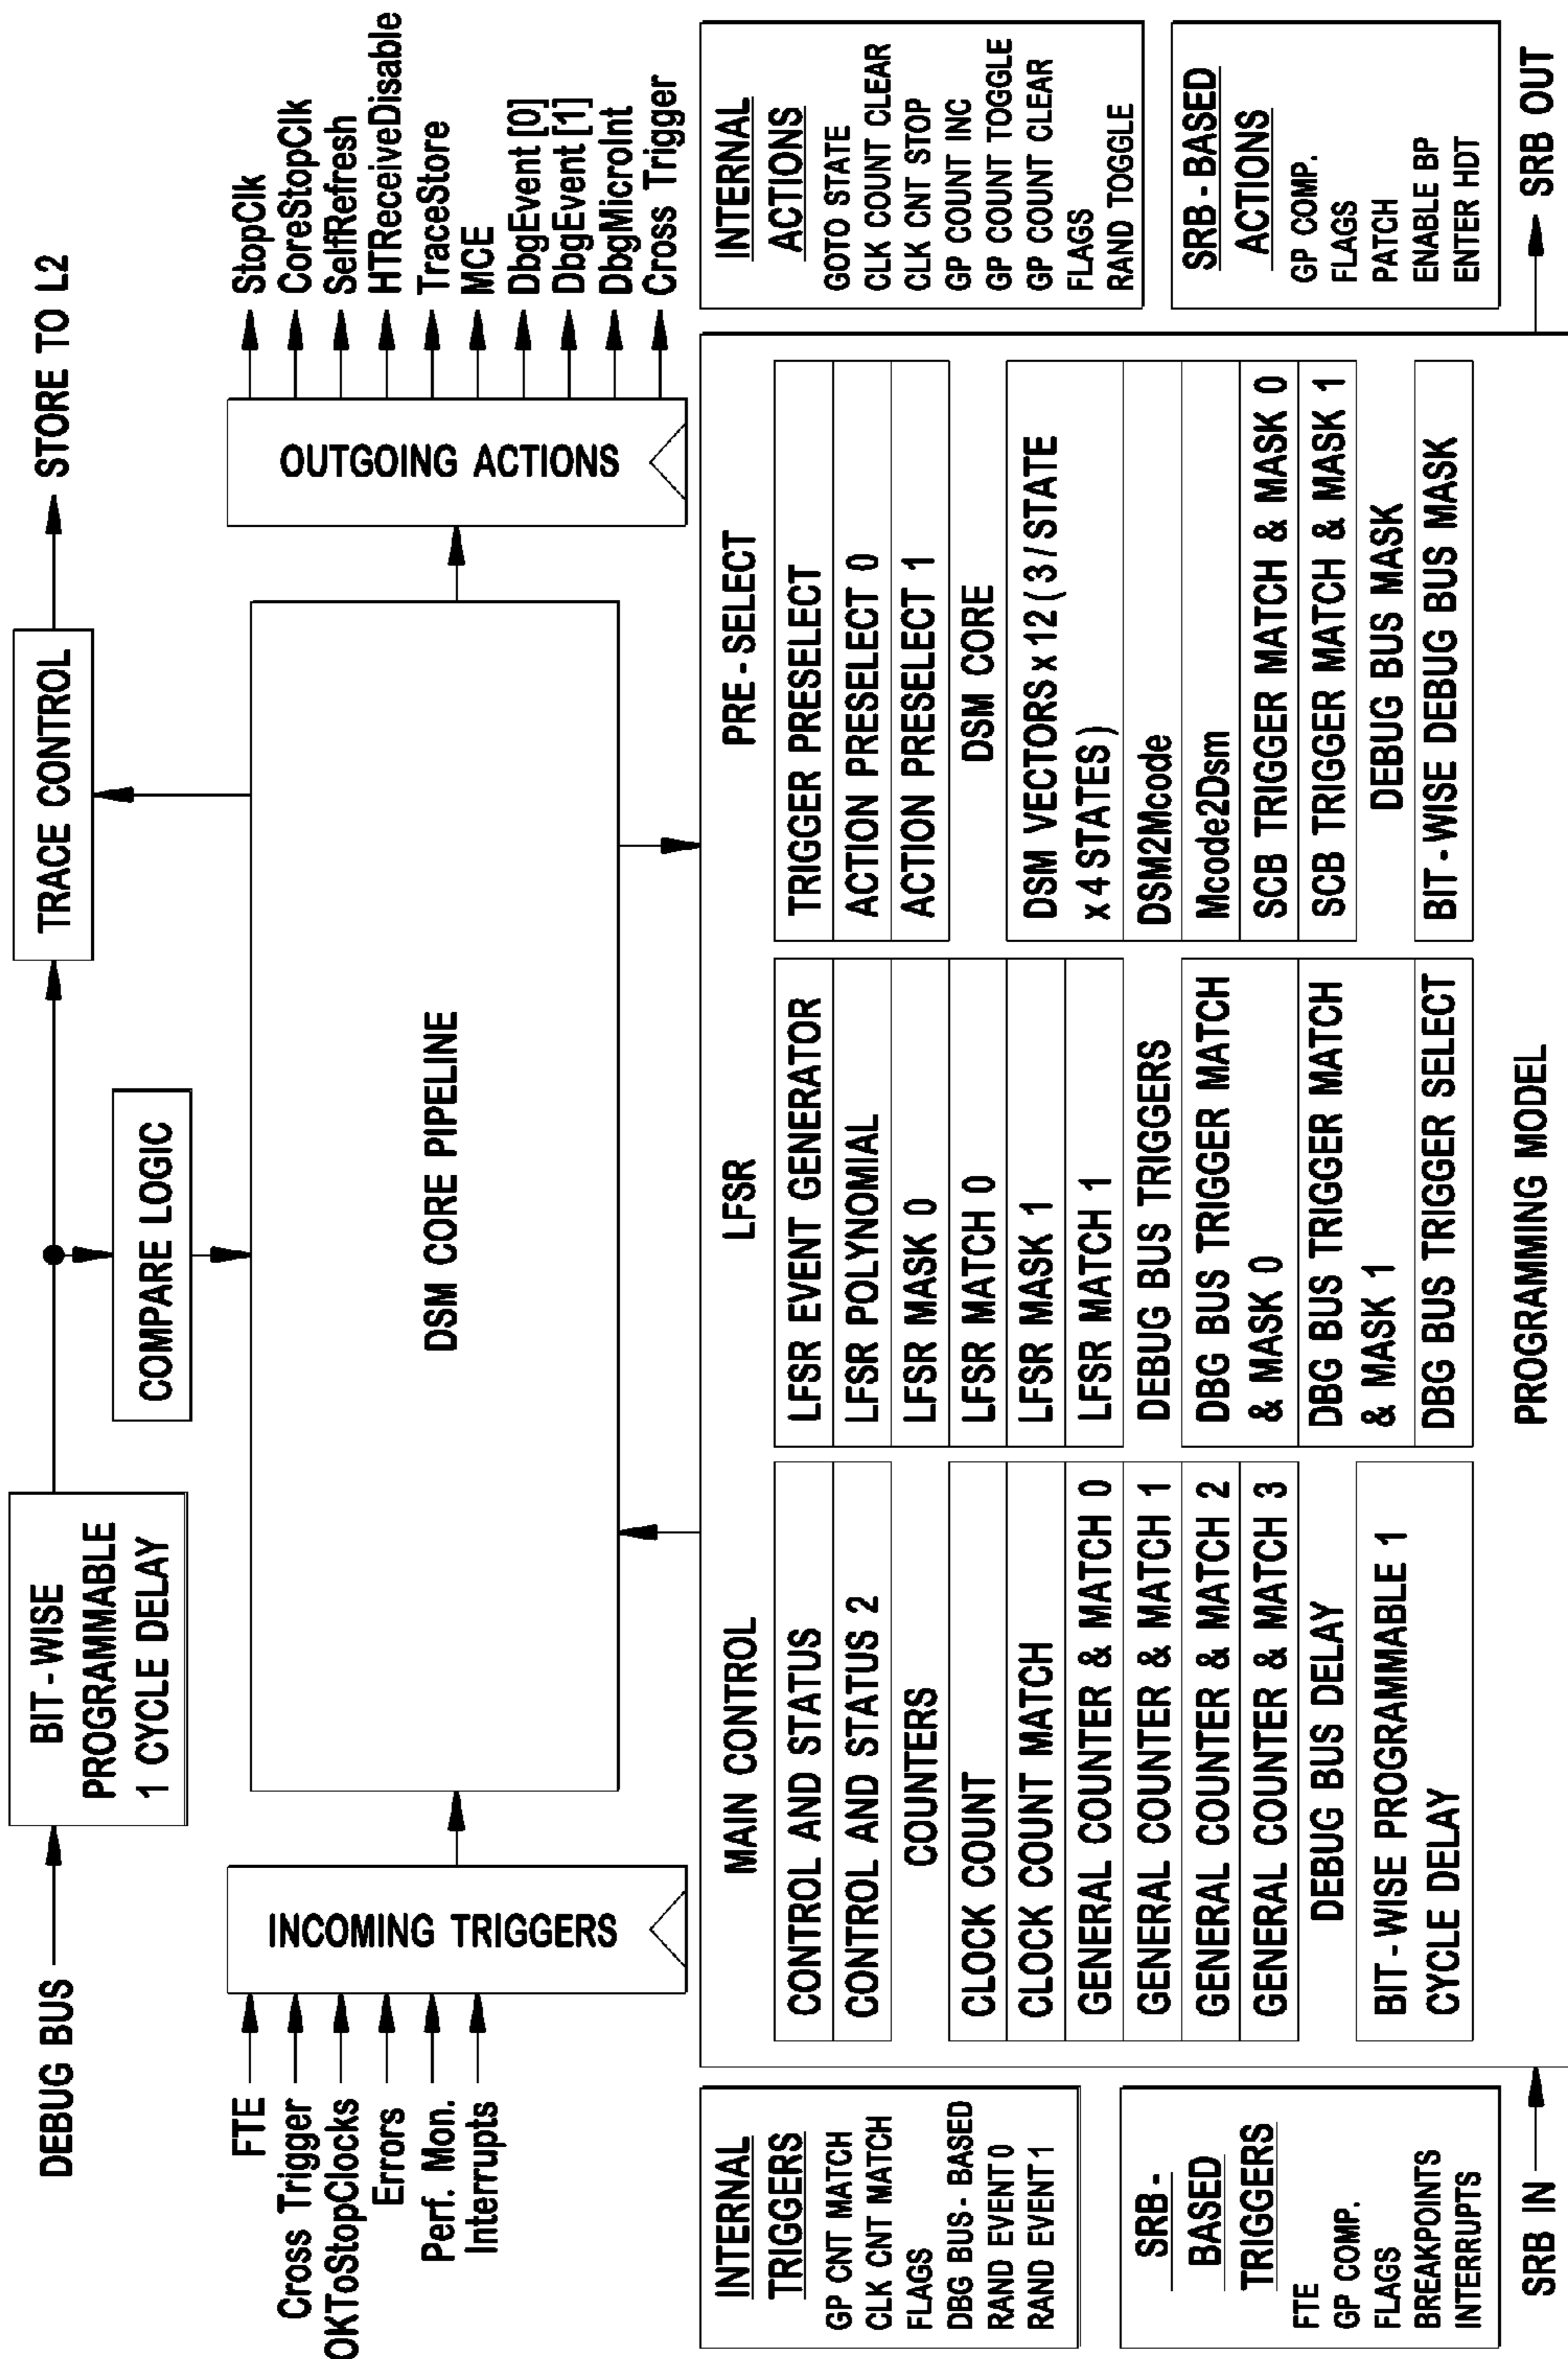 DEBUG BUS
BIT - WISE
PROGRAMMABLE
1 CYCLE DELAY
COMPARE LOGIC
TRACE CONTROL
STORE TO L2
FTE
Cross Trigger
OKToStopClocks
Errors
Perf. Mon.
Interrupts
INCOMING TRIGGERS
DSM CORE PIPELINE
OUTGOING ACTIONS
StopClk
CoreStopClk
SelfRefresh
HTReceiveDisable
TraceStore
MCE
DbgEvent [0]
DbgEvent [1]
DbgMicroInt
Cross Trigger
INTERNAL
TRIGGERS
GP CNT MATCH
CLK CNT MATCH
FLAGS
DBG BUS - BASED
RAND EVENT 0
RAND EVENT 1
SRB -
BASED
TRIGGERS
FTE
GP COMP.
FLAGS
BREAKPOINTS
INTERRUPTS
SRB IN
MAIN CONTROL
CONTROL AND STATUS
CONTROL AND STATUS 2
COUNTERS
CLOCK COUNT
CLOCK COUNT MATCH
GENERAL COUNTER & MATCH 0
GENERAL COUNTER & MATCH 1
GENERAL COUNTER & MATCH 2
GENERAL COUNTER & MATCH 3
DEBUG BUS DELAY
BIT - WISE PROGRAMMABLE 1
CYCLE DELAY
LFSR
LFSR EVENT GENERATOR
LFSR POLYNOMIAL
LFSR MASK 0
LFSR MATCH 0
LFSR MASK 1
LFSR MATCH 1
DEBUG BUS TRIGGERS
DBG BUS TRIGGER MATCH
& MASK 0
DBG BUS TRIGGER MATCH
& MASK 1
DBG BUS TRIGGER SELECT
PROGRAMMING MODEL
PRE - SELECT
TRIGGER PRESELECT
ACTION PRESELECT 0
ACTION PRESELECT 1
DSM CORE
DSM VECTORS x 12 ( 3 / STATE
x 4 STATES )
DSM2Mcode
Mcode2Dsm
SCB TRIGGER MATCH & MASK 0
SCB TRIGGER MATCH & MASK 1
DEBUG BUS MASK
BIT - WISE DEBUG BUS MASK
INTERNAL
ACTIONS
GOTO STATE
CLK COUNT CLEAR
CLK CNT STOP
GP COUNT INC
GP COUNT TOGGLE
GP COUNT CLEAR
FLAGS
RAND TOGGLE
SRB - BASED
ACTIONS
GP COMP.
FLAGS
PATCH
ENABLE BP
ENTER HDT
SRB OUT